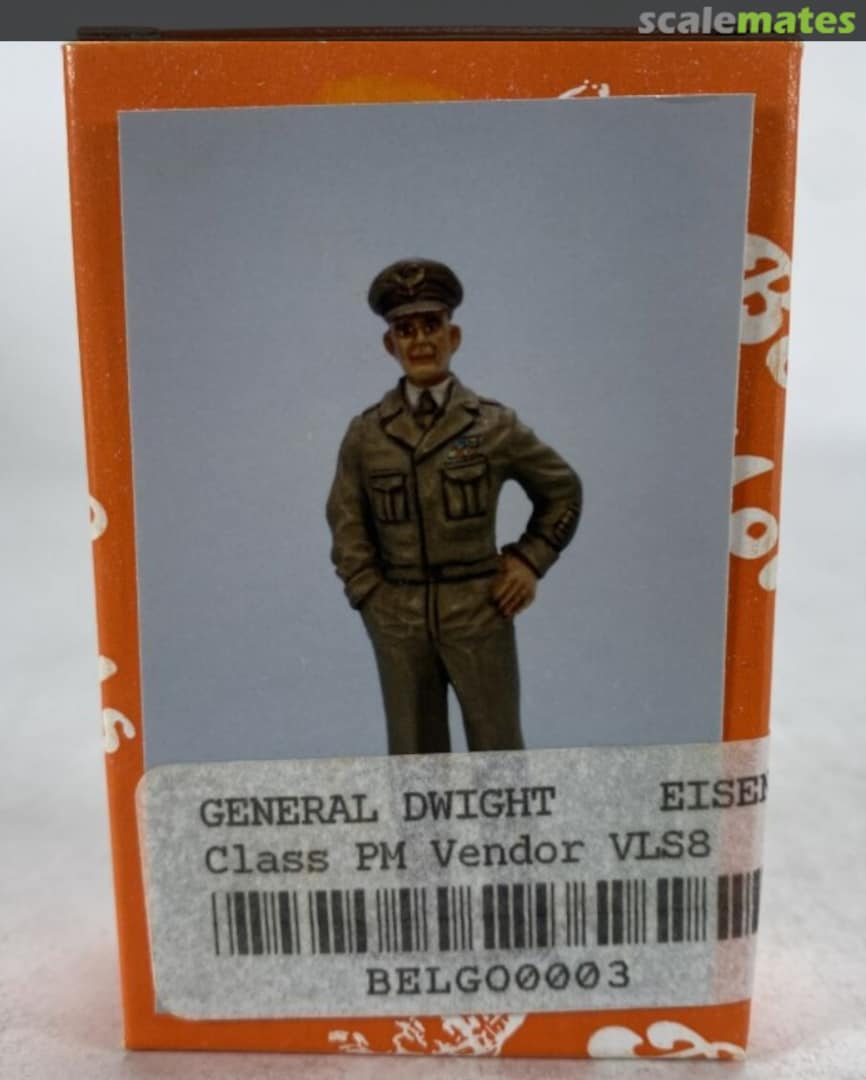 scalemates
GENERAL DWIGHT EISEN
Class PM Vendor VLS8
BELGO0003